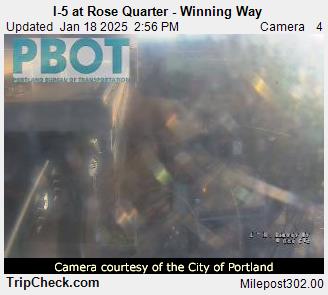 I-5 at Rose Quarter - Winning Way
Updated  Jan 18 2025  2:56 PM Camera  4
PBOT
PORTLAND BUREAU OF TRANSPORTATION
Camera courtesy of the City of Portland
TripCheck.com Milepost302.00